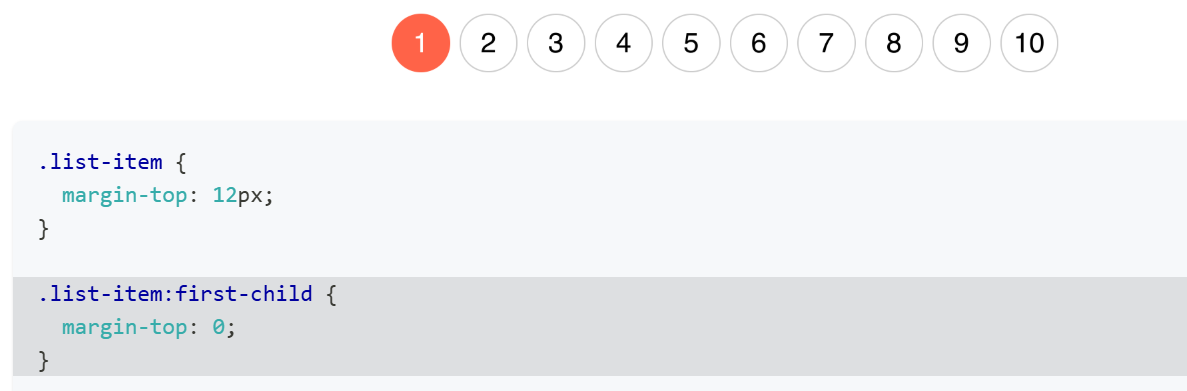 1 2 3 4 5 6 7 8 9 10
.list-item {
  margin-top: 12px;
}
.list-item:first-child {
  margin-top: 0;
}